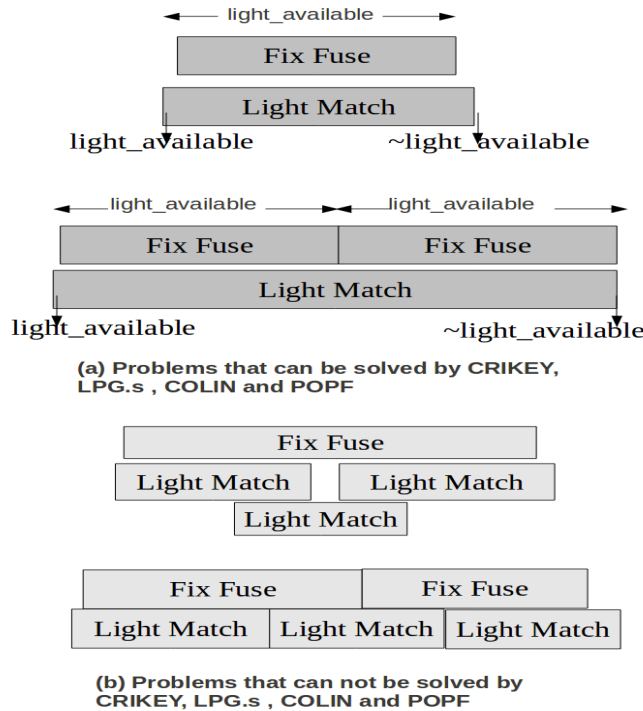 light_available
Fix Fuse
Light Match
light_available ~light_available
light_available light_available
Fix Fuse Fix Fuse
Light Match
light_available ~light_available
(a) Problems that can be solved by CRIKEY,
LPG.s , COLIN and POPF
Fix Fuse
Light Match Light Match
Light Match
Fix Fuse Fix Fuse
Light Match Light Match Light Match
(b) Problems that can not be solved by
CRIKEY, LPG.s , COLIN and POPF